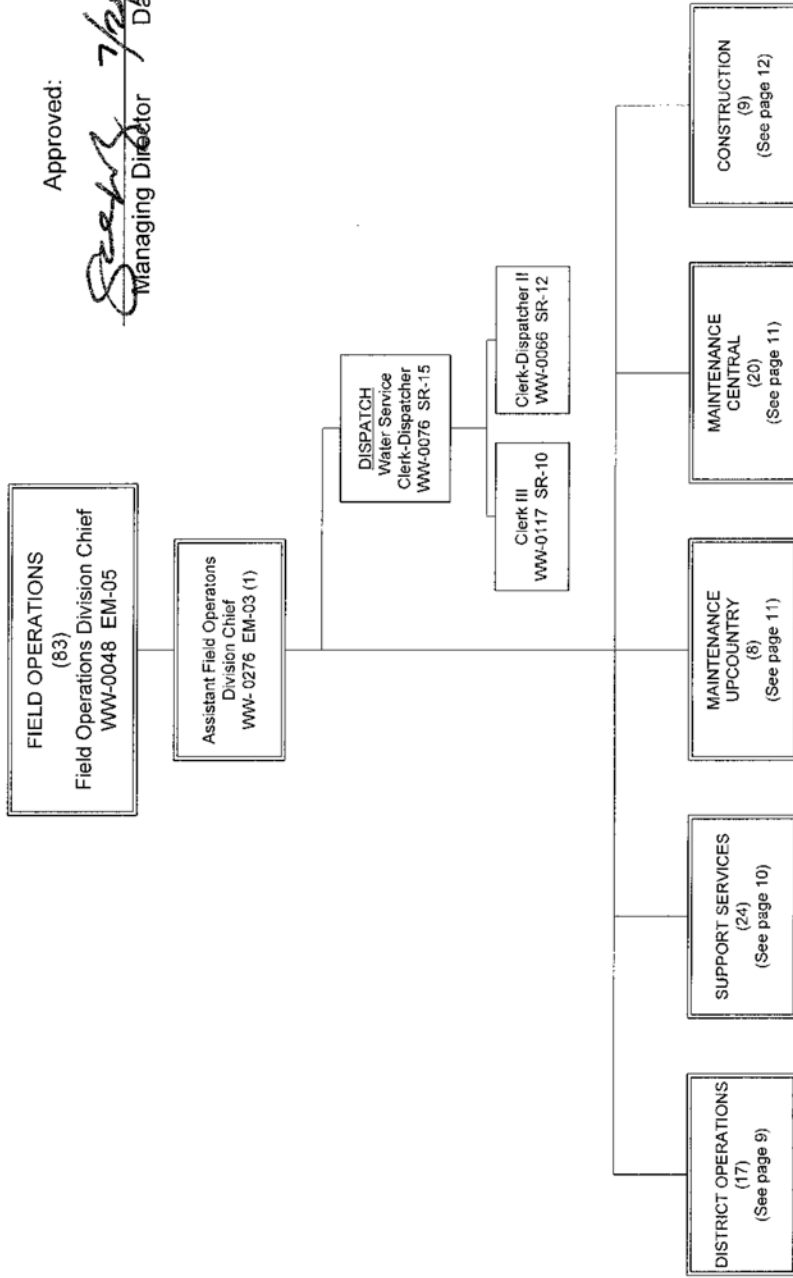 Approved:
Managing Director
FIELD OPERATIONS
(83)
Field Operations Division Chief
WW-0048 EM-05
Assistant Field Operatons
Division Chief
WW- 0276 EM-03 (1)
DISPATCH
Water Service
Clerk-Dispatcher
WW-0076 SR-15
Clerk III
WW-0117 SR-10
Clerk-Dispatcher II
WW-0066 SR-12
DISTRICT OPERATIONS
(17)
(See page 9)
SUPPORT SERVICES
(24)
(See page 10)
MAINTENANCE
UPCOUNTRY
(8)
(See page 11)
MAINTENANCE
CENTRAL
(20)
(See page 11)
CONSTRUCTION
(9)
(See page 12)